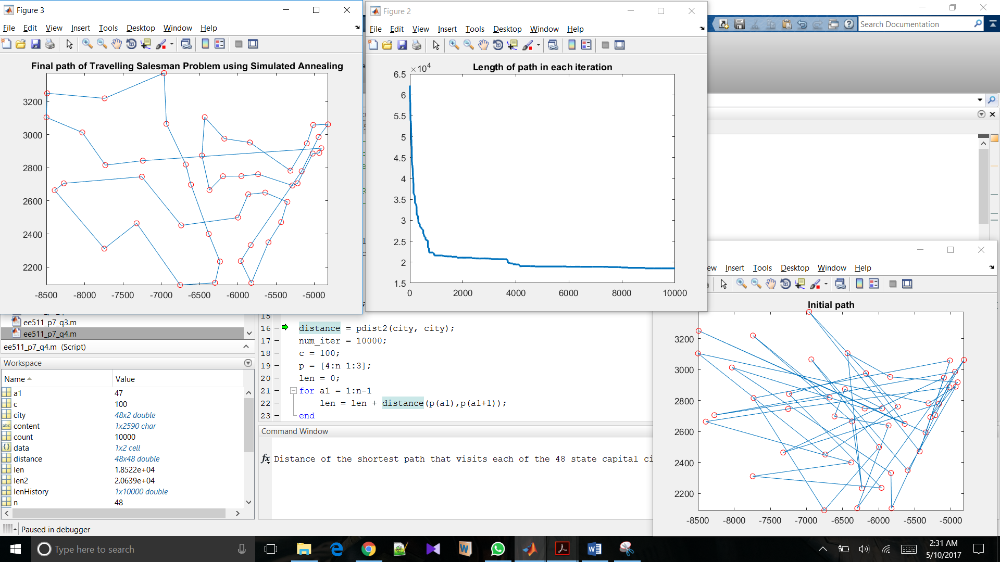 Figure 3
File Edit View Insert Tools Desktop Window Help
Final path of Travelling Salesman Problem using Simulated Annealing
3200
3000
2800
2600
2400
2200
-8500 -8000 -7500 -7000 -6500 -6000 -5500 -5000
Figure 2
File Edit View Insert Tools Desktop Window Help
×10^4
Length of path in each iteration
6.5
6
5.5
5
4.5
4
3.5
3
2.5
2
1.5
0 2000 4000 6000 8000 10000
Search Documentation
Insert Tools Desktop Window Help
Initial path
3200
3000
2800
2600
2400
2200
-8500 -8000 -7500 -7000 -6500 -6000 -5500 -5000
ee511_p7_q3.m
ee511_p7_q4.m
ee511_p7_q4.m (Script)
Workspace
Name Value
a1 47
c 100
city 48x2 double
content 1x2590 char
count 10000
data 1x2 cell
distance 48x48 double
len 1.8522e+04
len2 2.0639e+04
lenHistory 1x10000 double
n 48
15
16 – distance = pdist2(city, city);
17 – num_iter = 10000;
18 – c = 100;
19 – p = [4:n 1:3];
20 – len = 0;
21 – for a1 = 1:n-1
22 – len = len + distance(p(a1),p(a1+1));
23 – end
Command Window
fx Distance of the shortest path that visits each of the 48 state capital ci
Paused in debugger
Type here to search
2:31 AM
5/10/2017